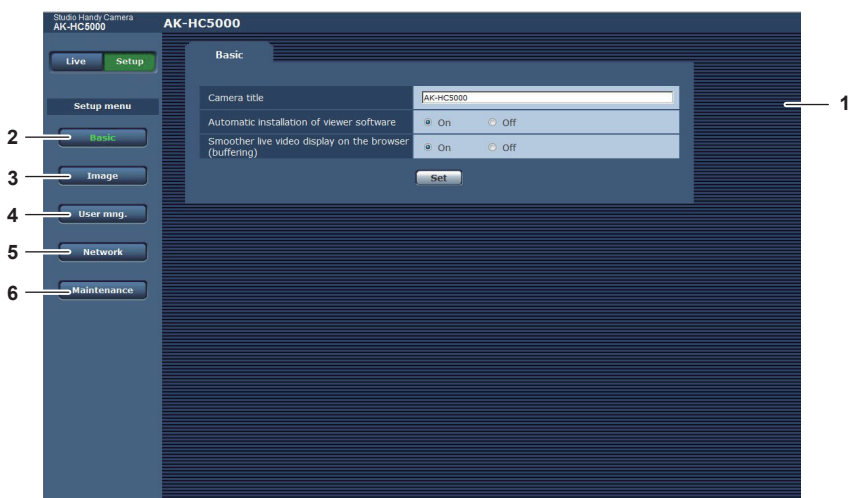 Studio Handy Camera
AK-HC5000
AK-HC5000
Live
Setup
Basic
Setup menu
Camera title
AK-HC5000
1
Automatic installation of viewer software
On
Off
2
Basic
Smoother live video display on the browser
(buffering)
On
Off
3
Image
Set
4
User mng.
5
Network
6
Maintenance